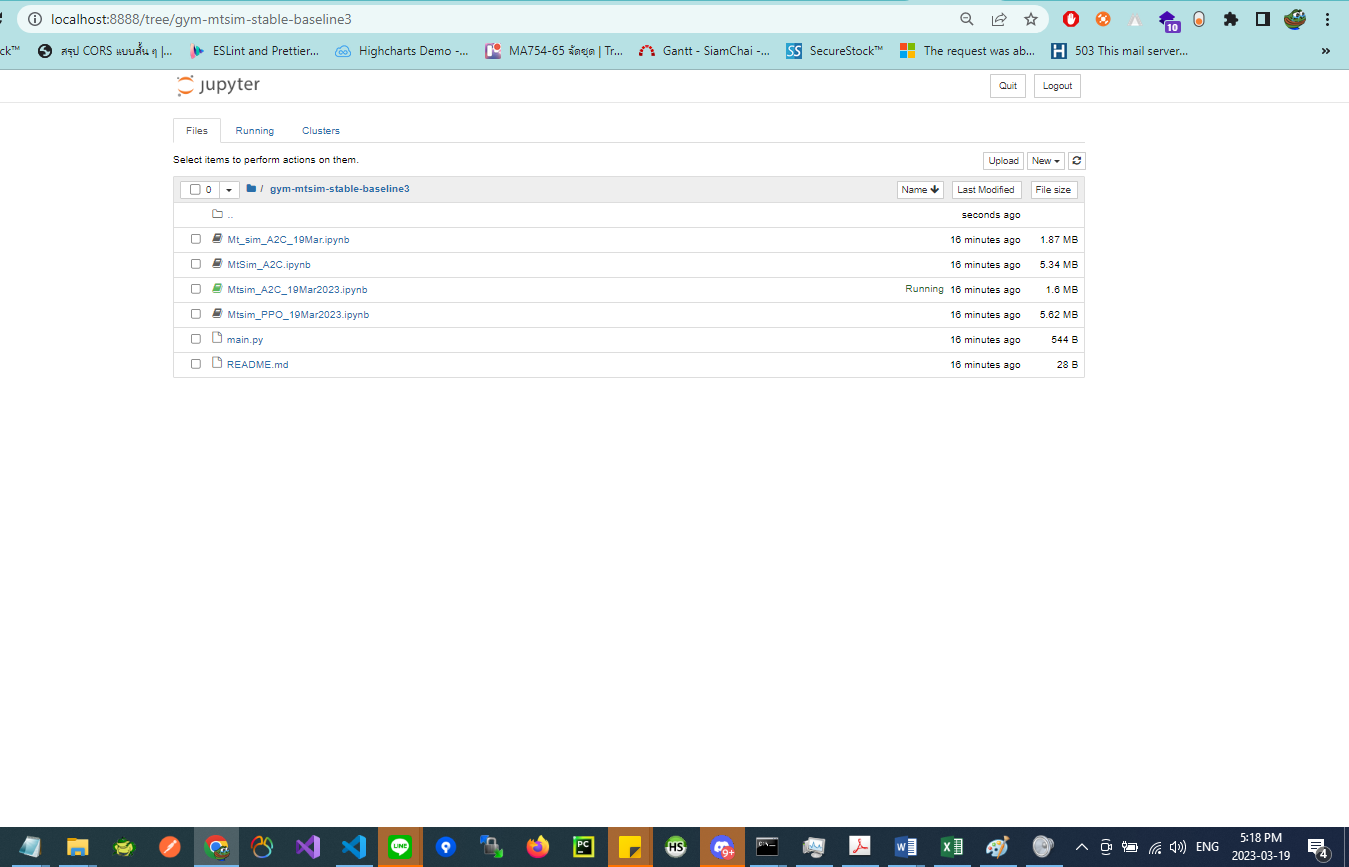 localhost:8888/tree/gym-mtsim-stable-baseline3
10
ck™ สรุป CORS แบบสั้น ๆ |... ESLint and Prettier... Highcharts Demo -... MA754-65 จัดชุด | Tr... Gantt - SiamChai -... SS SecureStock™ The request was ab... H 503 This mail server... »
jupyter Quit Logout
Files Running Clusters
Select items to perform actions on them. Upload New
0 / gym-mtsim-stable-baseline3 Name Last Modified File size
.. seconds ago
Mt_sim_A2C_19Mar.ipynb 16 minutes ago 1.87 MB
MtSim_A2C.ipynb 16 minutes ago 5.34 MB
Mtsim_A2C_19Mar2023.ipynb Running 16 minutes ago 1.6 MB
Mtsim_PPO_19Mar2023.ipynb 16 minutes ago 5.62 MB
main.py 16 minutes ago 544 B
README.md 16 minutes ago 28 B
LINE PC HS 9+ ENG 5:18 PM
2023-03-19 4